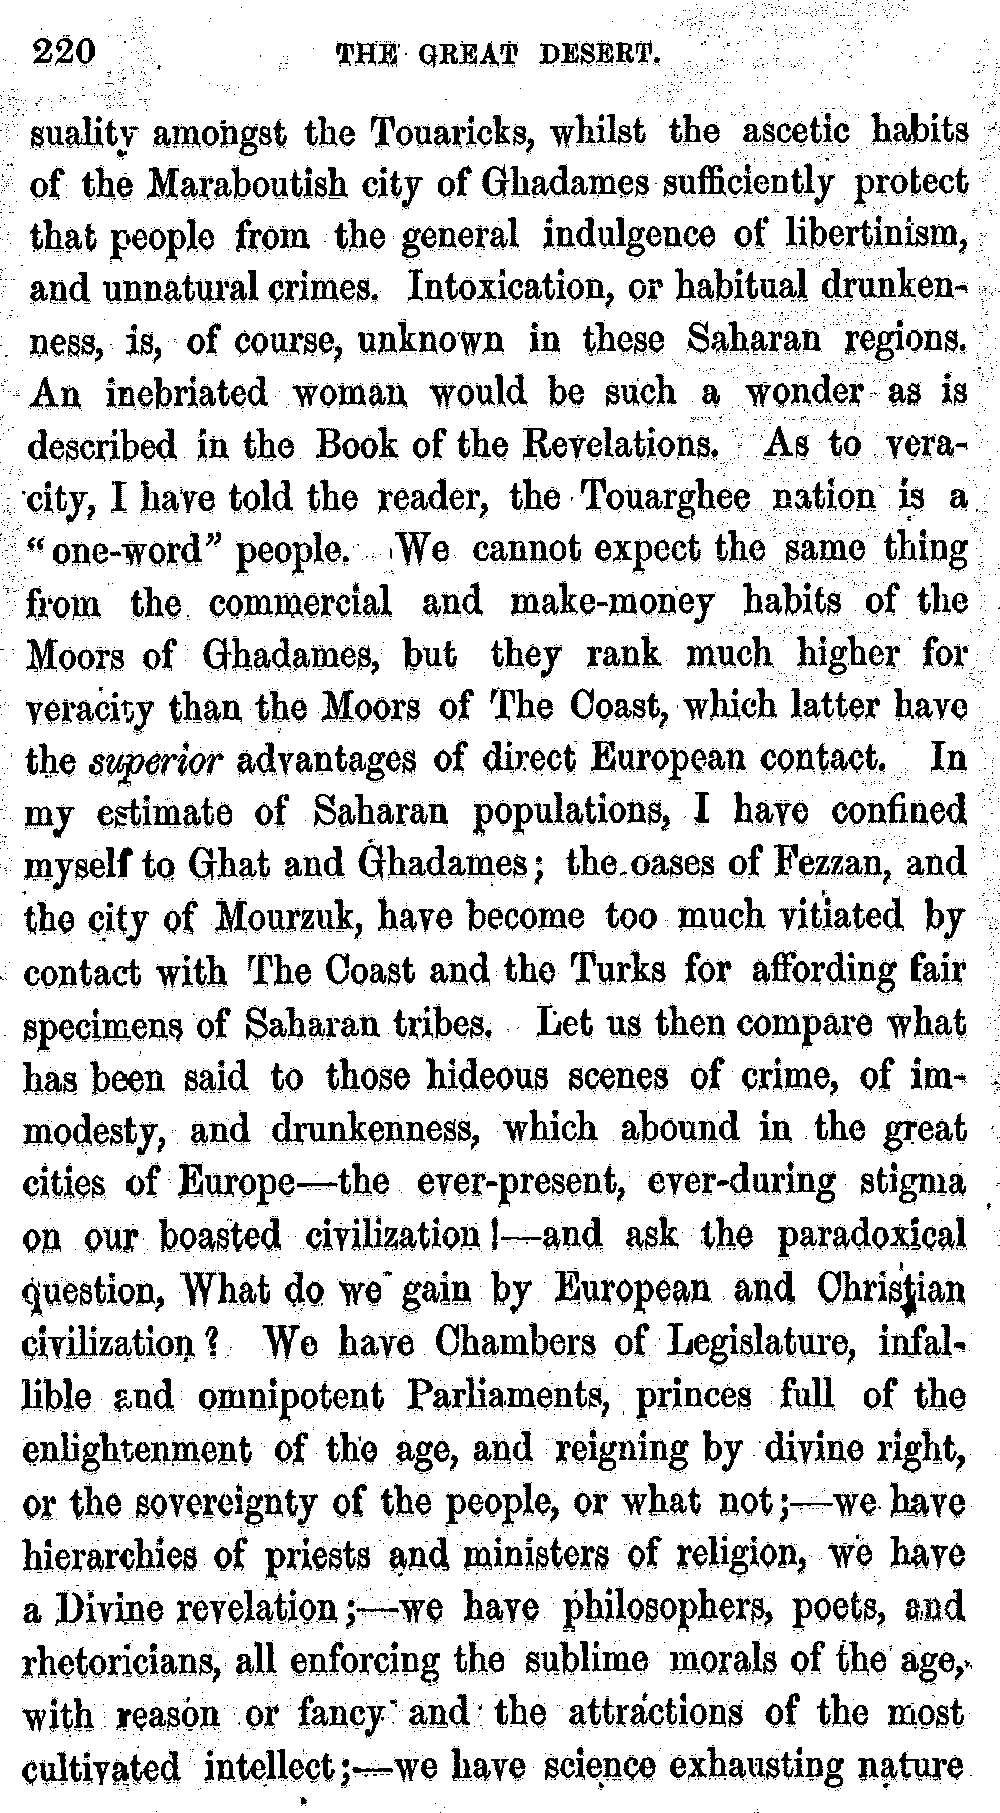 220 THE GREAT DESERT.
suality amongst the Touaricks, whilst the ascetic habits
of the Maraboutish city of Ghadames sufficiently protect
that people from the general indulgence of libertinism,
and unnatural crimes. Intoxication, or habitual drunken-
ness, is, of course, unknown in these Saharan regions.
An inebriated woman would be such a wonder as is
described in the Book of the Revelations. As to vera-
city, I have told the reader, the Touarghee nation is a
“one-word” people. We cannot expect the same thing
from the commercial and make-money habits of the
Moors of Ghadames, but they rank much higher for
veracity than the Moors of The Coast, which latter have
the superior advantages of direct European contact. In
my estimate of Saharan populations, I have confined
myself to Ghat and Ghadames; the oases of Fezzan, and
the city of Mourzuk, have become too much vitiated by
contact with The Coast and the Turks for affording fair
specimens of Saharan tribes. Let us then compare what
has been said to those hideous scenes of crime, of im-
modesty, and drunkenness, which abound in the great
cities of Europe—the ever-present, ever-during stigma
on our boasted civilization!—and ask the paradoxical
question, What do we gain by European and Christian
civilization? We have Chambers of Legislature, infal-
lible and omnipotent Parliaments, princes full of the
enlightenment of the age, and reigning by divine right,
or the sovereignty of the people, or what not;—we have
hierarchies of priests and ministers of religion, we have
a Divine revelation;—we have philosophers, poets, and
rhetoricians, all enforcing the sublime morals of the age,
with reason or fancy and the attractions of the most
cultivated intellect;—we have science exhausting nature